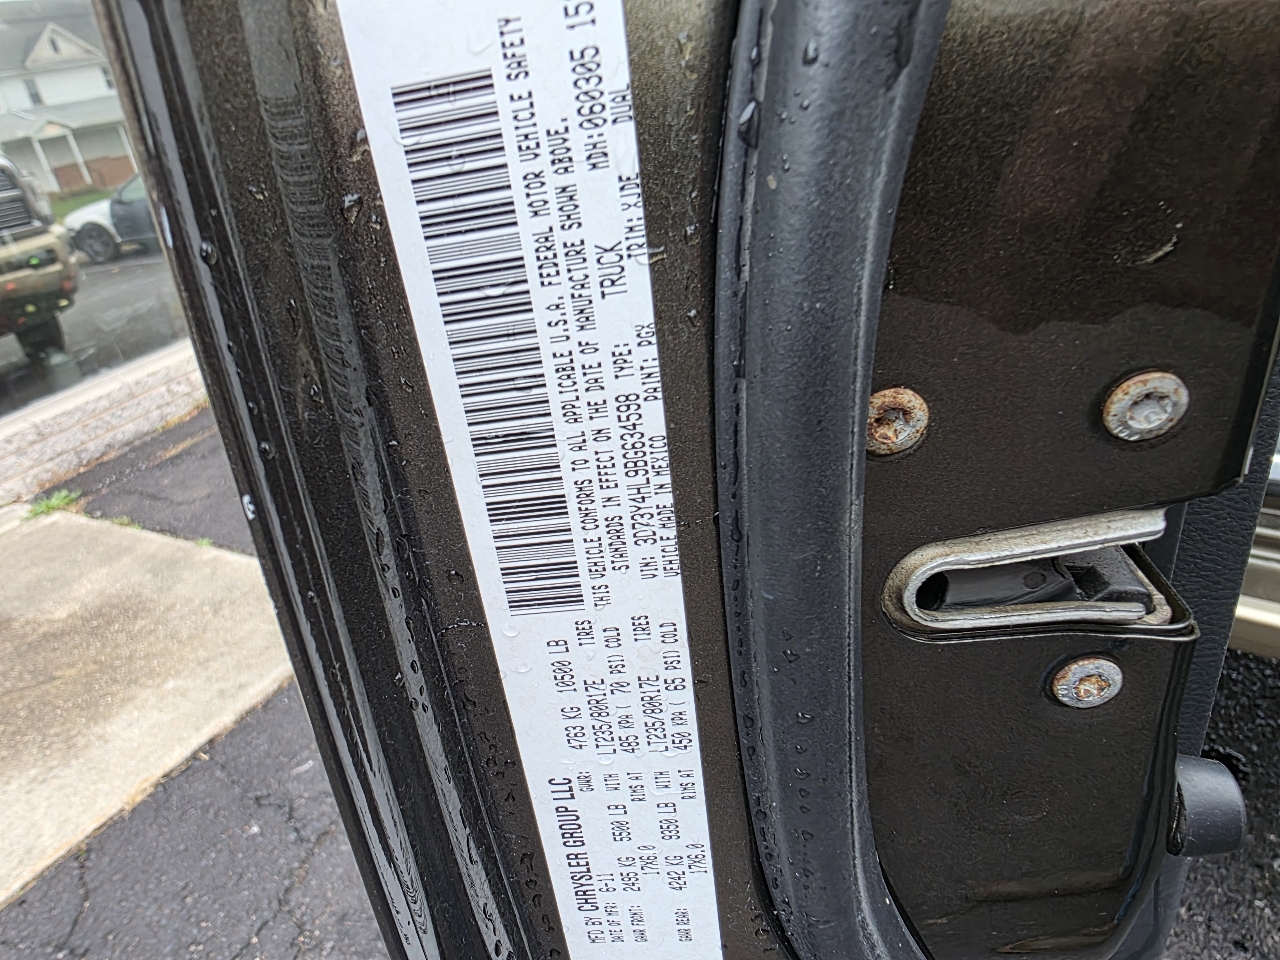 MFD BY CHRYSLER GROUP LLC
DATE OF MFR: 6-11 GVWR: 4763 KG 10500 LB
GAWR FRONT: 2495 KG 5500 LB WITH LT235/80R17E TIRES
17X6.0 RIMS AT 485 KPA ( 70 PSI) COLD
GAWR REAR: 4242 KG 9350 LB WITH LT235/80R17E TIRES
17X6.0 RIMS AT 450 KPA ( 65 PSI) COLD
THIS VEHICLE CONFORMS TO ALL APPLICABLE U.S.A. FEDERAL MOTOR VEHICLE SAFETY
STANDARDS IN EFFECT ON THE DATE OF MANUFACTURE SHOWN ABOVE.
VIN: 3D73Y4HL9BG634598 TYPE: TRUCK MDH: 060305 15
VEHICLE MADE IN MEXICO PAINT: PGX TRIM: XJDE DUAL